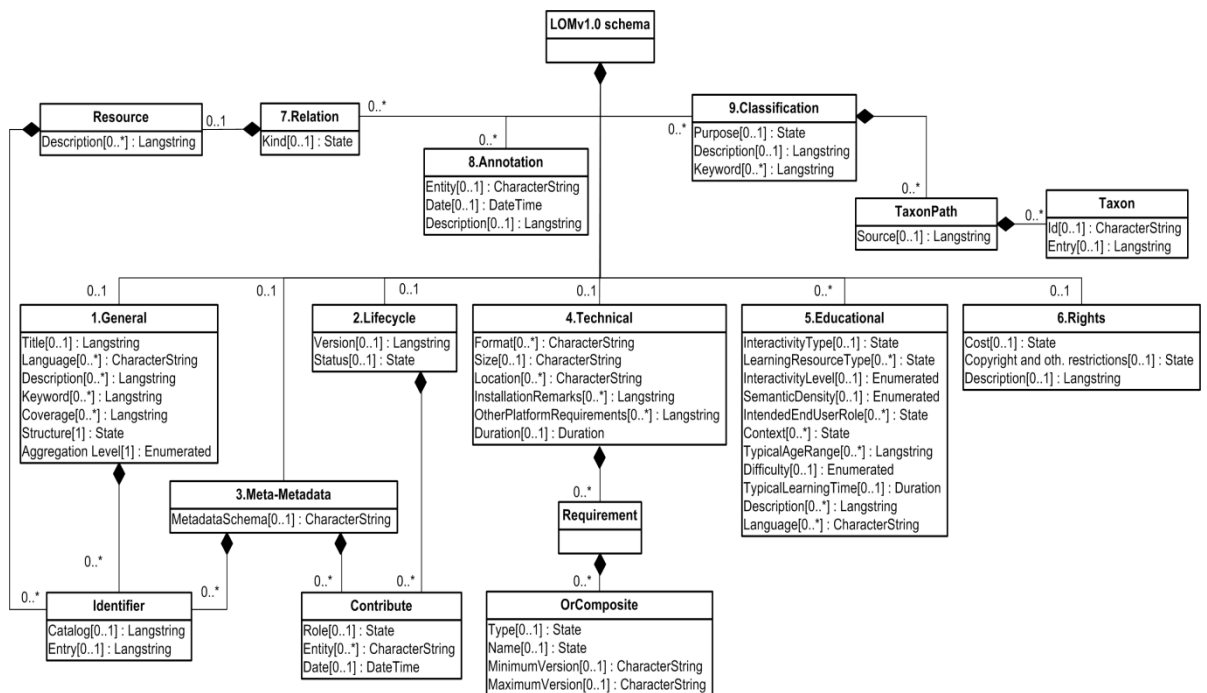 LOMv1.0 schema
Resource
Description[0..*] : Langstring
0..1
7.Relation
Kind[0..1] : State
0..*
0..*
8.Annotation
Entity[0..1] : CharacterString
Date[0..1] : DateTime
Description[0..1] : Langstring
0..*
9.Classification
Purpose[0..1] : State
Description[0..1] : Langstring
Keyword[0..*] : Langstring
0..*
TaxonPath
Source[0..1] : Langstring
0..*
Taxon
Id[0..1] : CharacterString
Entry[0..1] : Langstring
0..1
1.General
Title[0..1] : Langstring
Language[0..*] : CharacterString
Description[0..*] : Langstring
Keyword[0..*] : Langstring
Coverage[0..*] : Langstring
Structure[1] : State
Aggregation Level[1] : Enumerated
0..1
3.Meta-Metadata
MetadataSchema[0..1] : CharacterString
0..1
2.Lifecycle
Version[0..1] : Langstring
Status[0..1] : State
0..1
4.Technical
Format[0..*] : CharacterString
Size[0..1] : CharacterString
Location[0..*] : CharacterString
InstallationRemarks[0..*] : Langstring
OtherPlatformRequirements[0..*] : Langstring
Duration[0..1] : Duration
0..*
5.Educational
InteractivityType[0..1] : State
LearningResourceType[0..*] : State
InteractivityLevel[0..1] : Enumerated
SemanticDensity[0..1] : Enumerated
IntendedEndUserRole[0..*] : State
Context[0..*] : State
TypicalAgeRange[0..*] : Langstring
Difficulty[0..1] : Enumerated
TypicalLearningTime[0..1] : Duration
Description[0..*] : Langstring
Language[0..*] : CharacterString
0..1
6.Rights
Cost[0..1] : State
Copyright and oth. restrictions[0..1] : State
Description[0..1] : Langstring
0..*
Requirement
0..*
0..*
0..*
0..*
Identifier
Catalog[0..1] : Langstring
Entry[0..1] : Langstring
0..*
0..*
Contribute
Role[0..1] : State
Entity[0..*] : CharacterString
Date[0..1] : DateTime
OrComposite
Type[0..1] : State
Name[0..1] : State
MinimumVersion[0..1] : CharacterString
MaximumVersion[0..1] : CharacterString